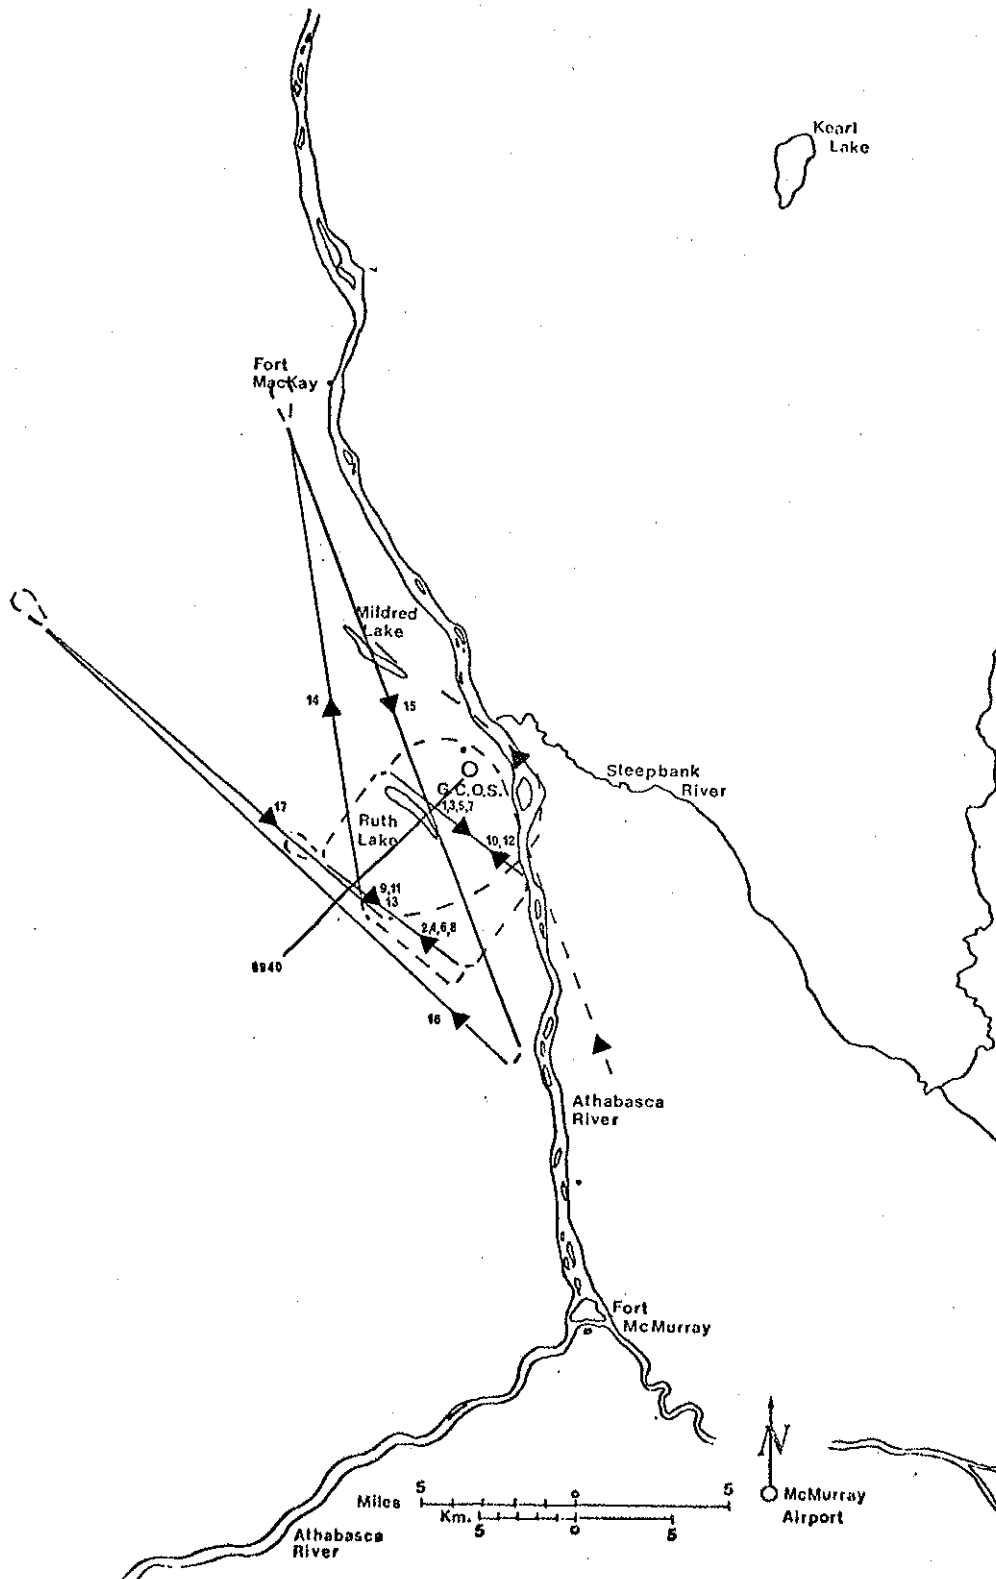 Kearl
Lake
Fort
MacKay
Mildred
Lake
14
15
Steepbank
River
G.C.O.S.
1,3,5,7
17
Ruth
Lake
10,12
9,11
13
2,4,6,8
16
Athabasca
River
Fort
McMurray
N
5 0 5
Miles
Km.
5 0 5
McMurray
Airport
Athabasca
River